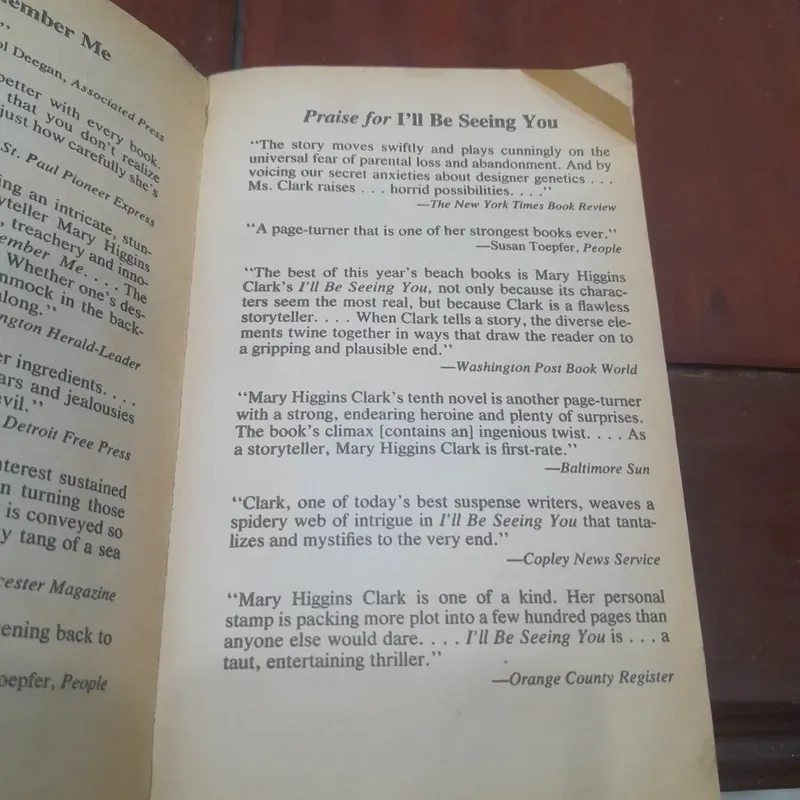 ember Me
"
ol Deegan, Associated Press
better with every book.
that you don't realize
just how carefully she's
St. Paul Pioneer Express
ing an intricate, stun-
yteller Mary Higgins
, treachery and inno-
ember Me. . . . The
Whether one's des-
mmock in the back-
along."
ngton Herald-Leader
er ingredients. . . .
ars and jealousies
evil."
Detroit Free Press
nterest sustained
n turning those
is conveyed so
y tang of a sea
cester Magazine
ening back to
oepfer, People
Praise for I'll Be Seeing You
"The story moves swiftly and plays cunningly on the
universal fear of parental loss and abandonment. And by
voicing our secret anxieties about designer genetics . . .
Ms. Clark raises . . . horrid possibilities. . . ."
—The New York Times Book Review
"A page-turner that is one of her strongest books ever."
—Susan Toepfer, People
"The best of this year's beach books is Mary Higgins
Clark's I'll Be Seeing You, not only because its charac-
ters seem the most real, but because Clark is a flawless
storyteller. . . . When Clark tells a story, the diverse ele-
ments twine together in ways that draw the reader on to
a gripping and plausible end."
—Washington Post Book World
"Mary Higgins Clark's tenth novel is another page-turner
with a strong, endearing heroine and plenty of surprises.
The book's climax [contains an] ingenious twist. . . . As
a storyteller, Mary Higgins Clark is first-rate."
—Baltimore Sun
"Clark, one of today's best suspense writers, weaves a
spidery web of intrigue in I'll Be Seeing You that tanta-
lizes and mystifies to the very end."
—Copley News Service
"Mary Higgins Clark is one of a kind. Her personal
stamp is packing more plot into a few hundred pages than
anyone else would dare. . . . I'll Be Seeing You is . . . a
taut, entertaining thriller."
—Orange County Register